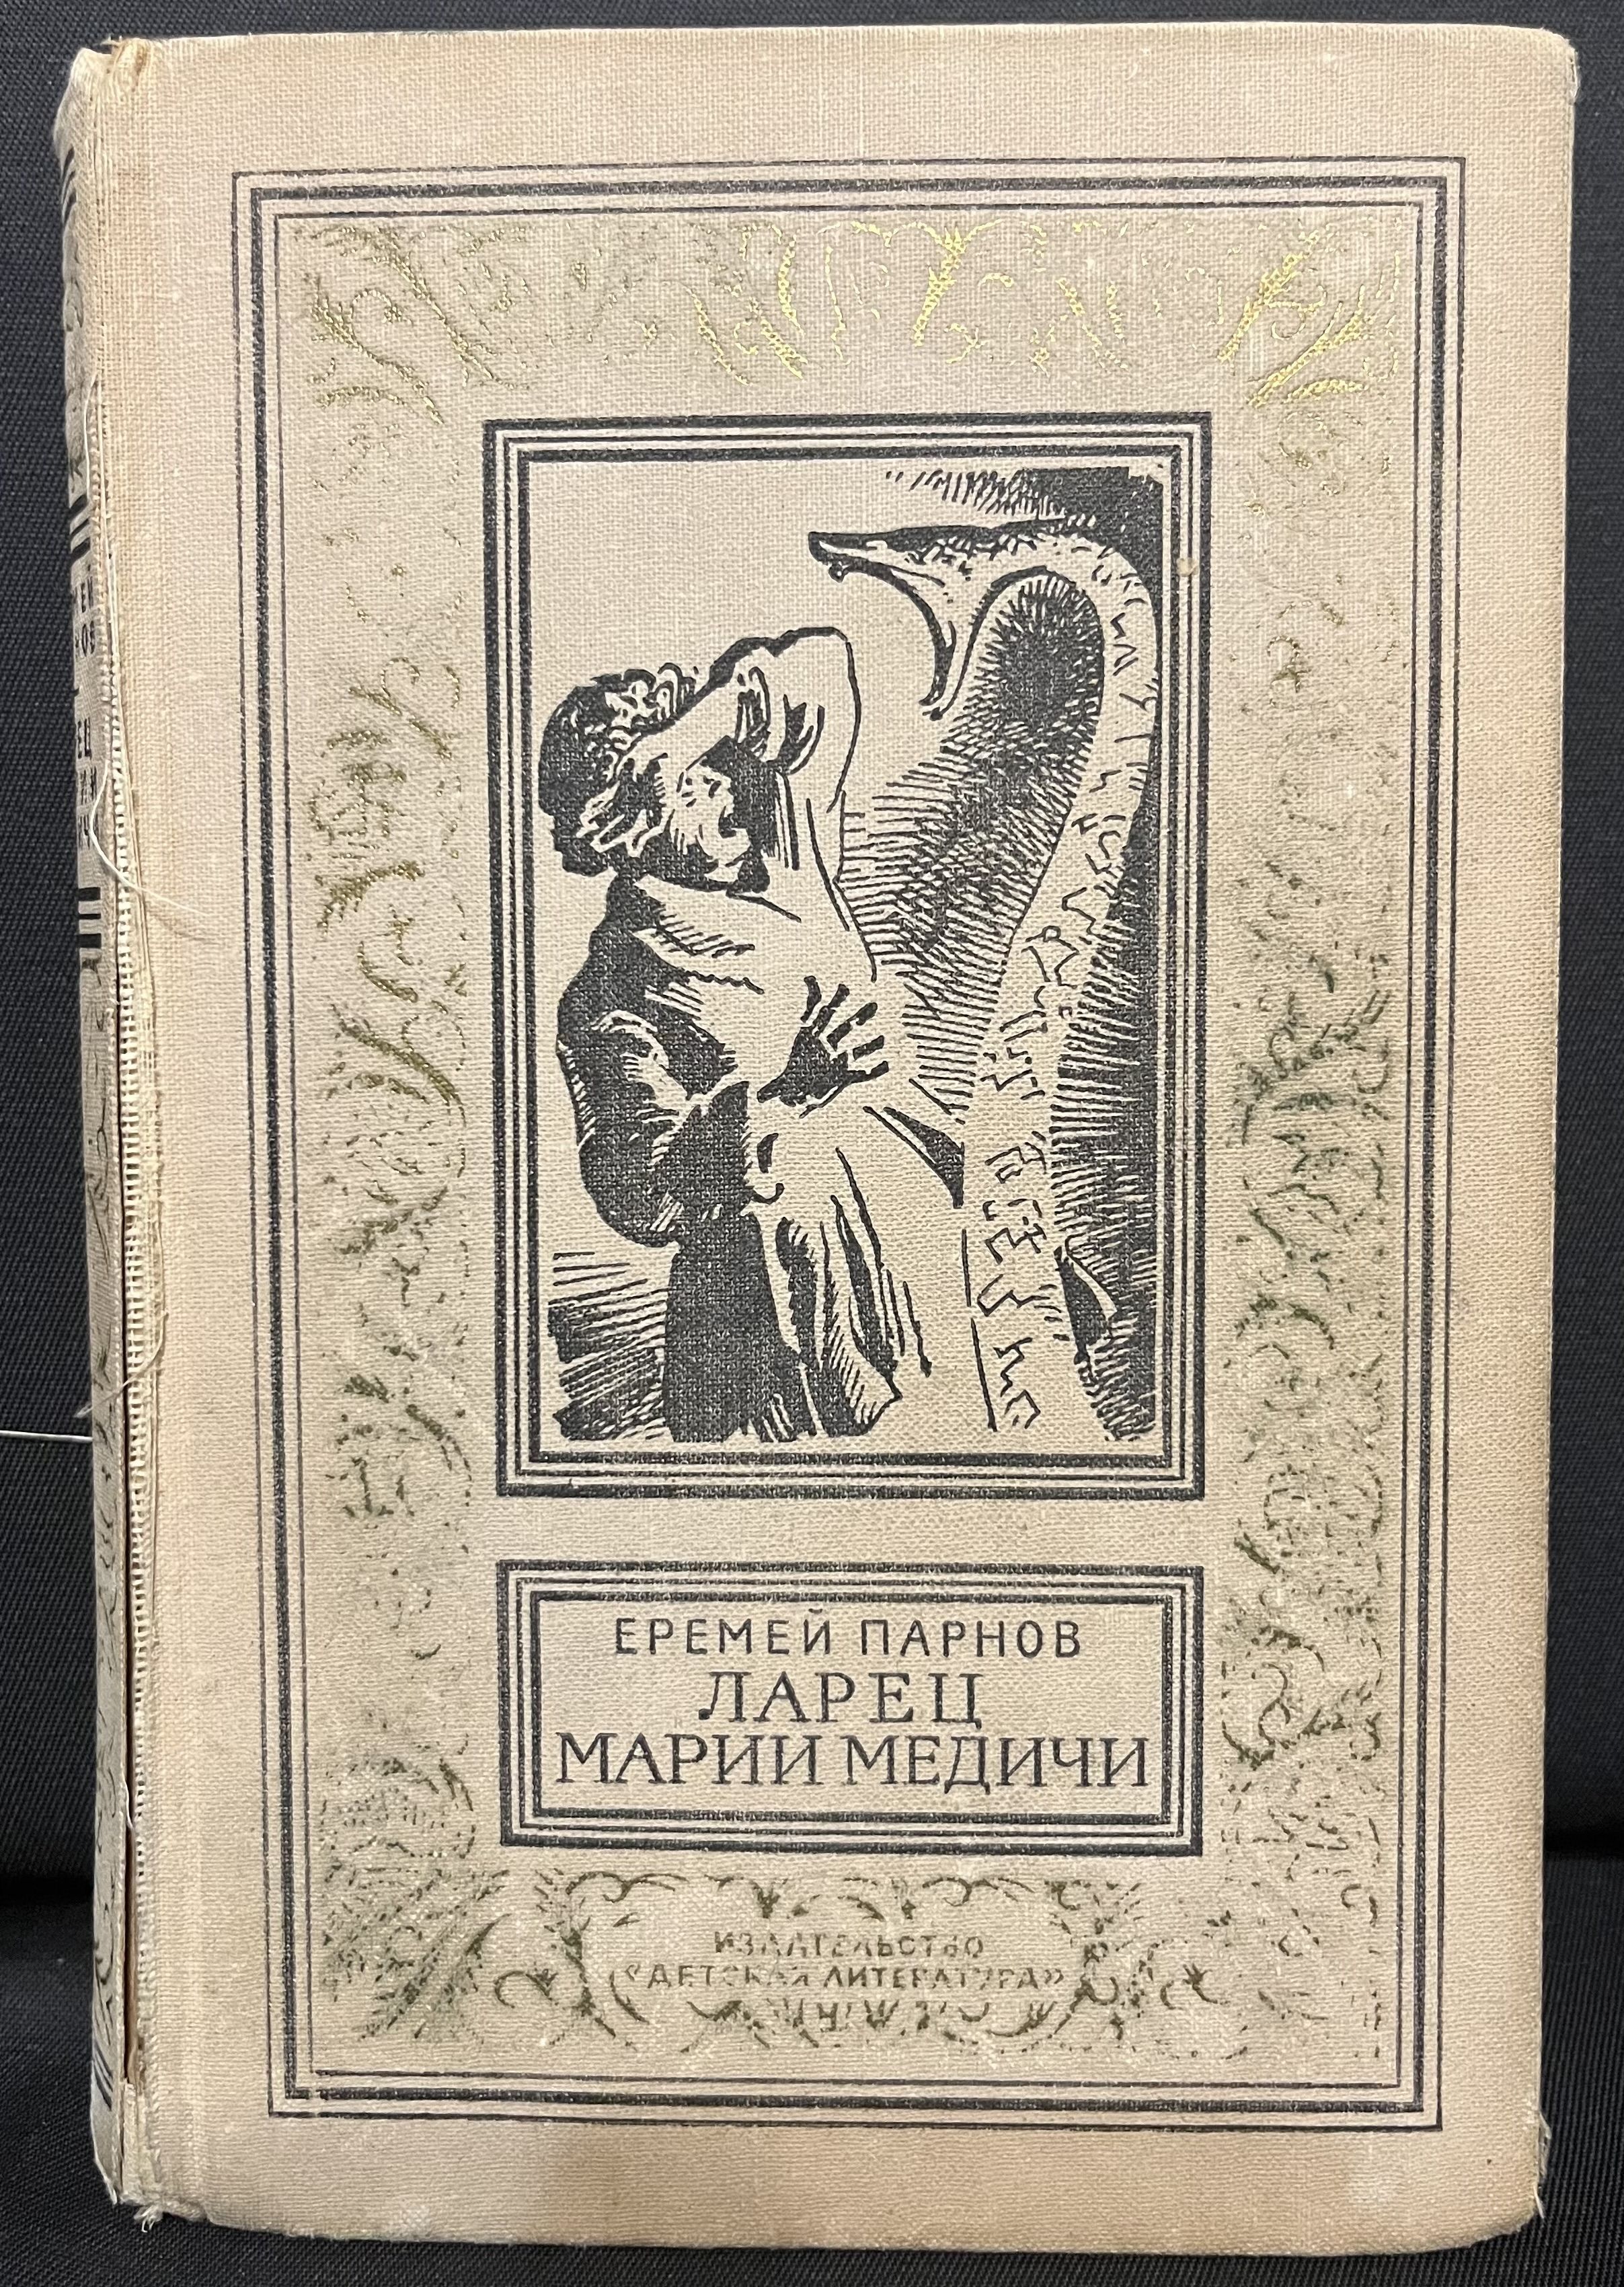 ЕРЕМЕЙ ПАРНОВ
ЛАРЕЦ
МАРИИ МЕДИЧИ
ИЗДАТЕЛЬСТВО
«ДЕТСКАЯ ЛИТЕРАТУРА»